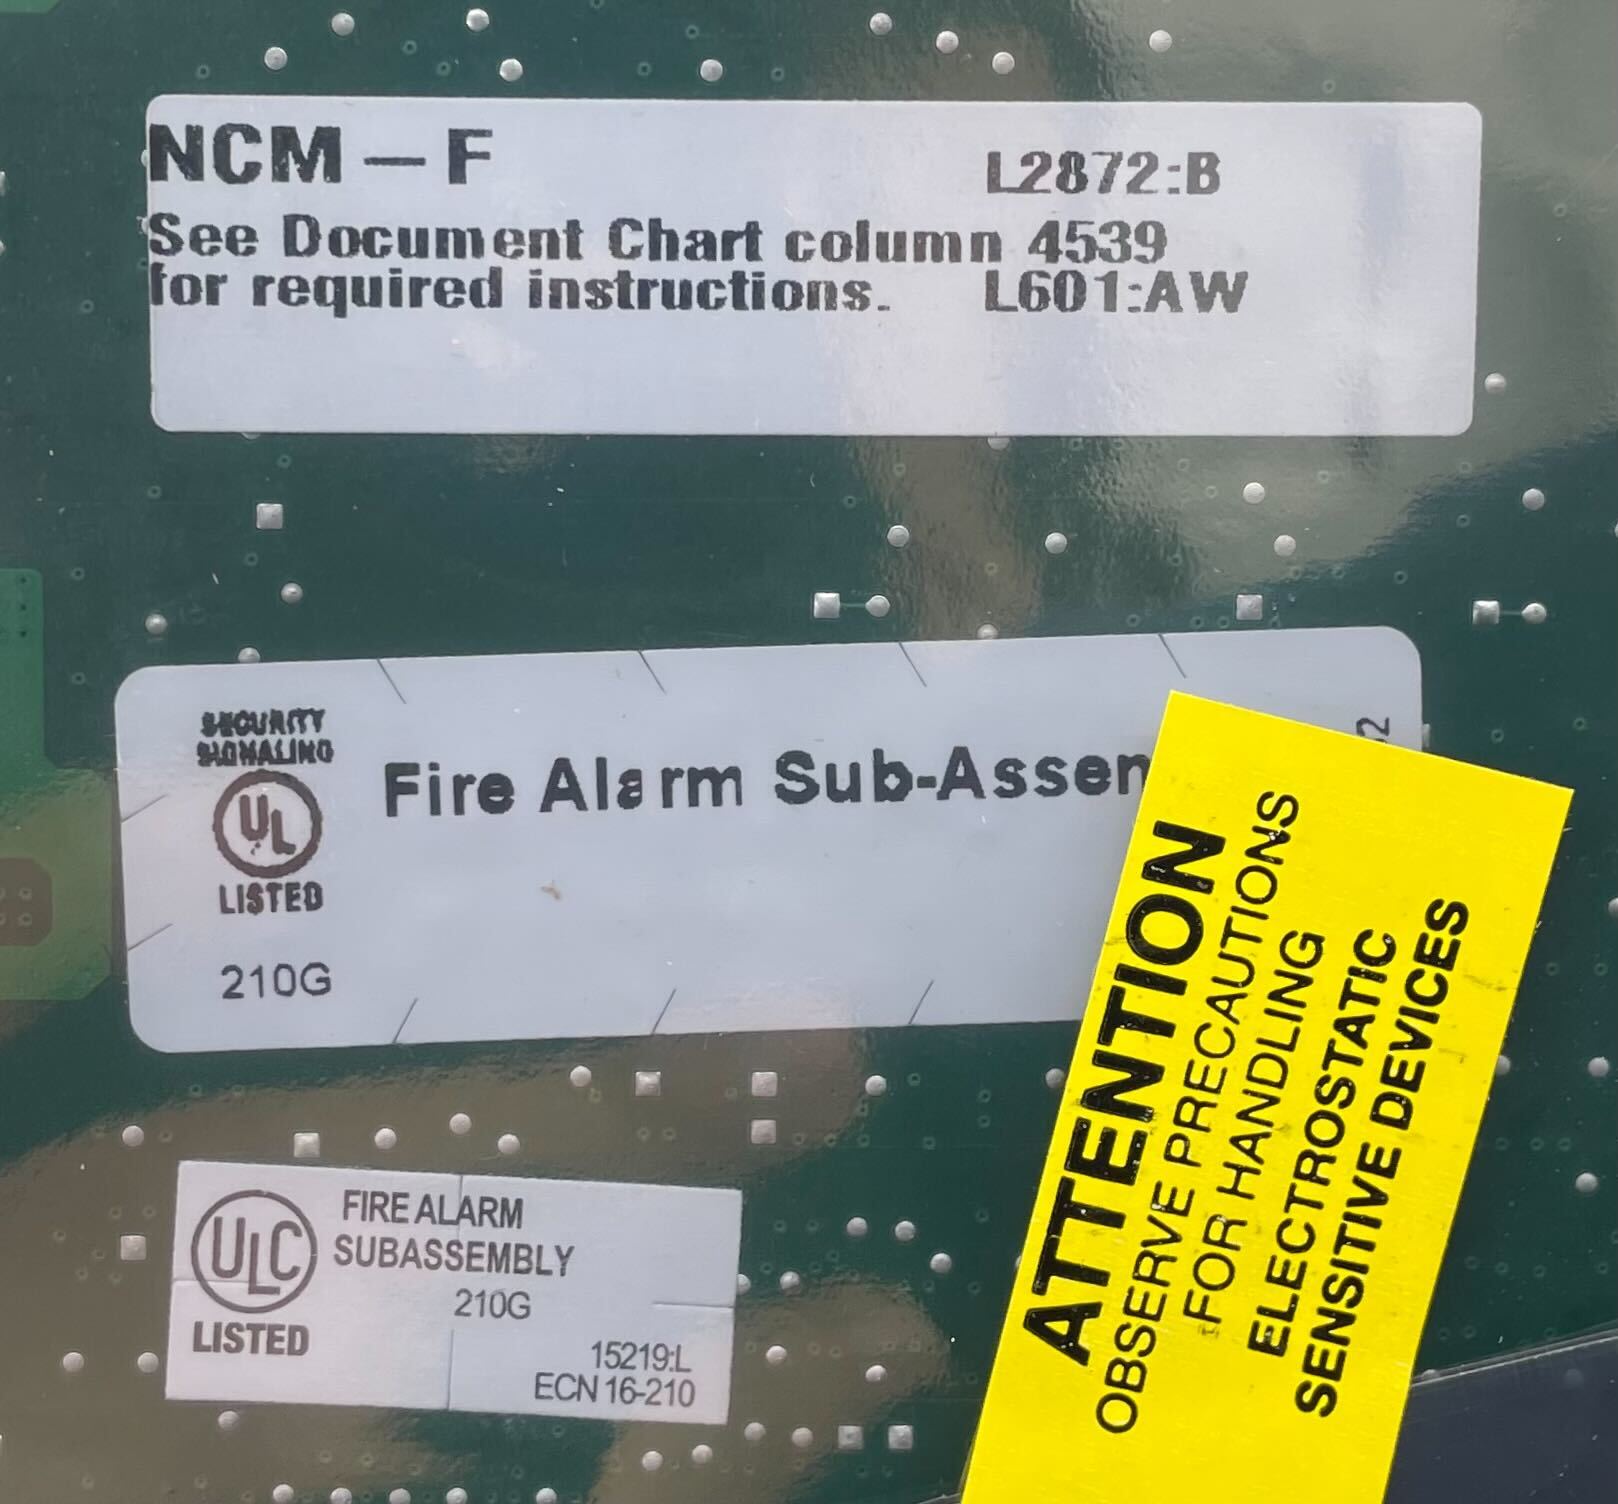 NCM – F
L2872:B
See Document Chart column 4539
for required instructions. L601:AW
SECURITY
SIGNALING
UL
LISTED
210G
Fire Alarm Sub-Assem
ATTENTION
OBSERVE PRECAUTIONS
FOR HANDLING
ELECTROSTATIC
SENSITIVE DEVICES
ULC
LISTED
FIRE ALARM
SUBASSEMBLY
210G
15219:L
ECN 16-210